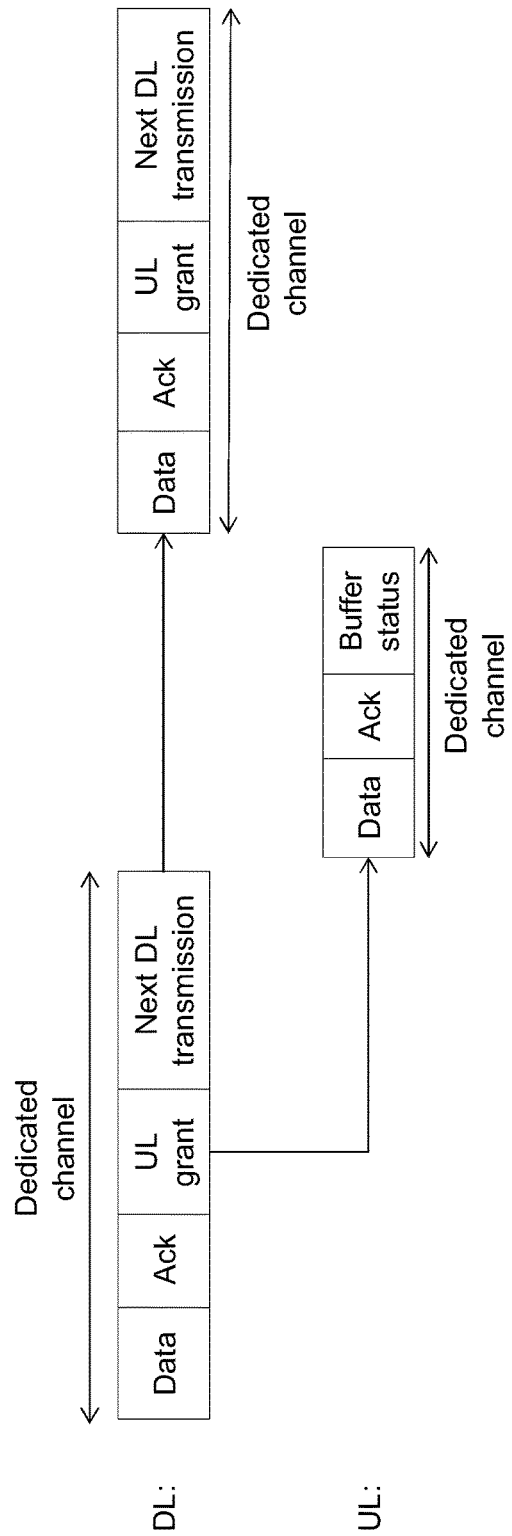 Dedicated
channel
DL:
Data
Ack
UL
grant
Next DL
transmission
Data
Ack
UL
grant
Next DL
transmission
Dedicated
channel
UL:
Data
Ack
Buffer
status
Dedicated
channel